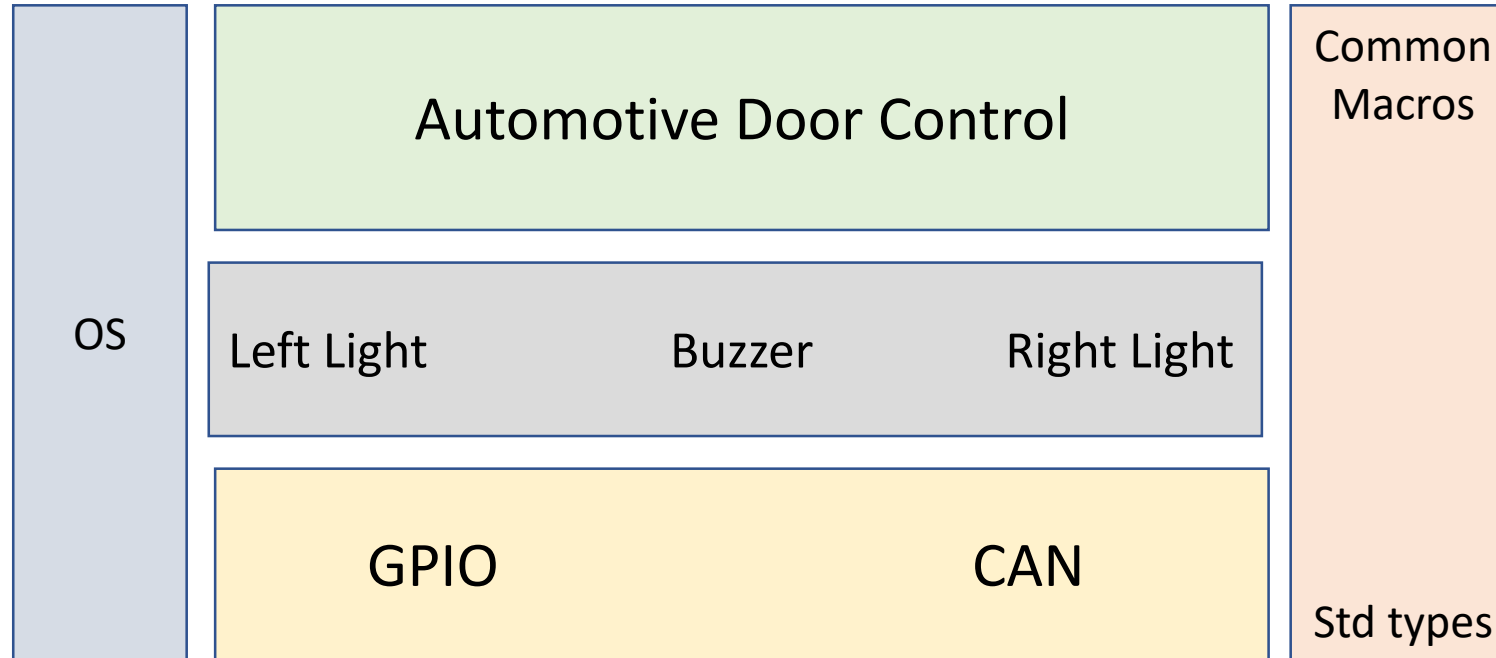 Automotive Door Control
OS
Left Light Buzzer Right Light
GPIO CAN
Common
Macros
Std types